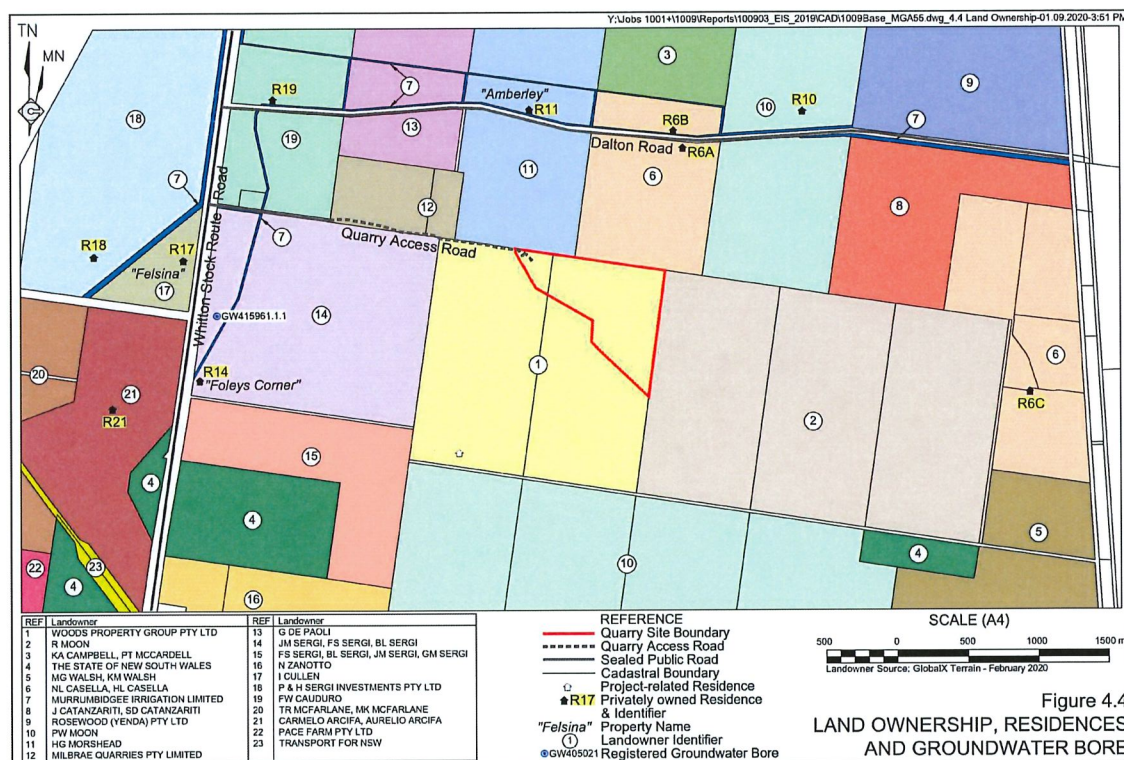 Y:\Jobs 1001+\1009\Reports\100903_EIS_2019\CAD\1009Base_MGA55.dwg_4.4 Land Ownership-01.09.2020-3:51 PM
TN
MN
3
9
R19
7
"Amberley"
R11
10
R10
18
R6B
7
13
19
Dalton Road
R6A
11
6
7
12
8
Whitton Stock Route Road
Quarry Access Road
7
R18
R17
"Felsina"
17
GW415961.1.1
14
1
6
R14
20
"Foleys Corner"
21
R21
R6C
2
15
4
4
5
4
23
22
4
10
16
REF Landowner
1 WOODS PROPERTY GROUP PTY LTD
2 R MOON
3 KA CAMPBELL, PT MCCARDELL
4 THE STATE OF NEW SOUTH WALES
5 MG WALSH, KM WALSH
6 NL CASELLA, HL CASELLA
7 MURRUMBIDGEE IRRIGATION LIMITED
8 J CATANZARITI, SD CATANZARITI
9 ROSEWOOD (YENDA) PTY LTD
10 PW MOON
11 HG MORSHEAD
12 MILBRAE QUARRIES PTY LIMITED
REF Landowner
13 G DE PAOLI
14 JM SERGI, FS SERGI, BL SERGI
15 FS SERGI, BL SERGI, JM SERGI, GM SERGI
16 N ZANOTTO
17 I CULLEN
18 P & H SERGI INVESTMENTS PTY LTD
19 FW CAUDURO
20 TR MCFARLANE, MK MCFARLANE
21 CARMELO ARCIFA, AURELIO ARCIFA
22 PACE FARM PTY LTD
23 TRANSPORT FOR NSW
REFERENCE
Quarry Site Boundary
Quarry Access Road
Sealed Public Road
Cadastral Boundary
Project-related Residence
R17 Privately owned Residence
& Identifier
"Felsina" Property Name
1 Landowner Identifier
GW405021 Registered Groundwater Bore
SCALE (A4)
500 0 500 1000 1500 m
Landowner Source: GlobalX Terrain - February 2020
Figure 4.4
LAND OWNERSHIP, RESIDENCES
AND GROUNDWATER BORE